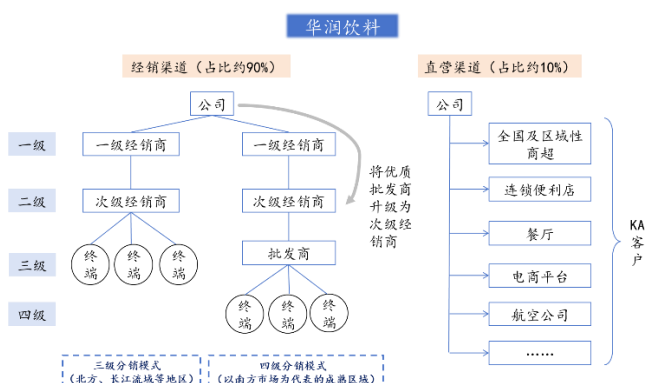 华润饮料
经销渠道（占比约90%）
直营渠道（占比约10%）
公司
公司
一级
一级经销商
一级经销商
二级
次级经销商
次级经销商
将优质
批发商
升级为
次级经
销商
三级
终端
终端
终端
批发商
四级
终端
终端
终端
全国及区域性
商超
连锁便利店
餐厅
电商平台
航空公司
……
KA
客
户
三级分销模式
（北方、长江流域等地区）
四级分销模式
（以南方市场为代表的成熟区域）